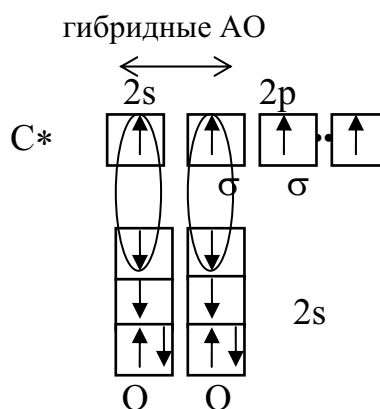 гибридные АО
2s 2p
C*
σ σ
2s
O O